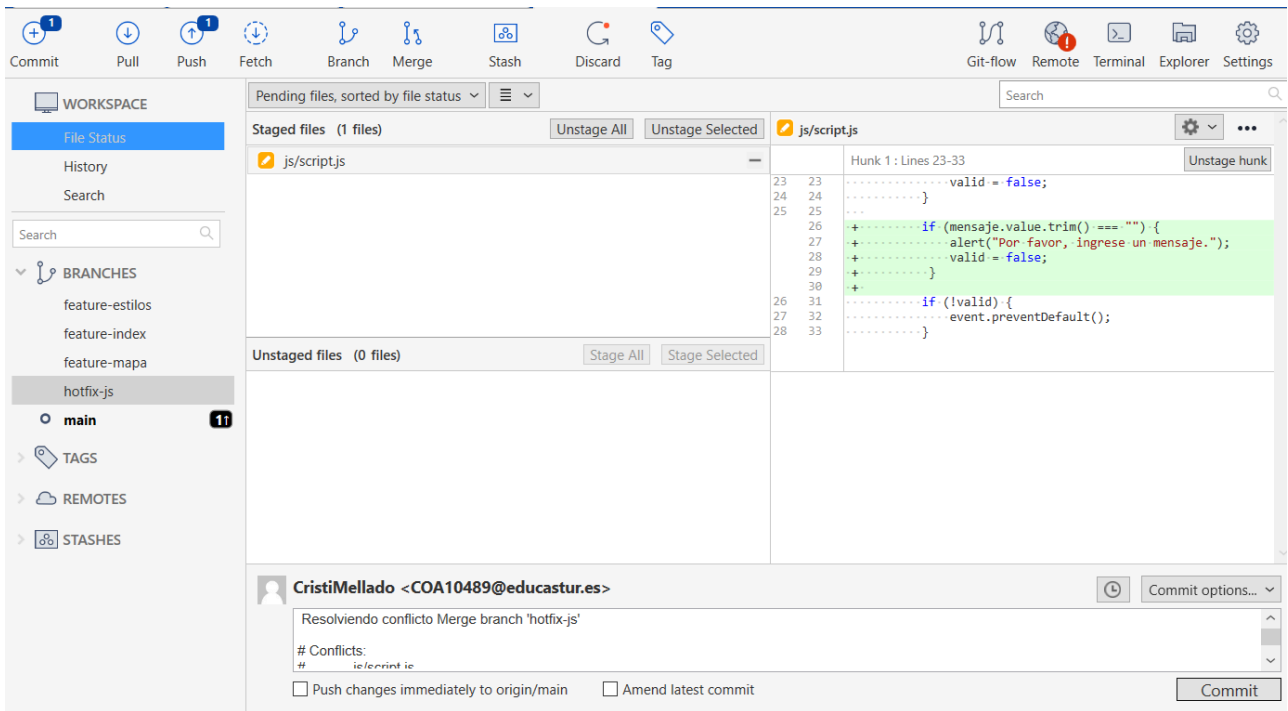 1 1
Commit Pull Push Fetch Branch Merge Stash Discard Tag Git-flow Remote Terminal Explorer Settings
WORKSPACE
File Status
History
Search
Search
BRANCHES
feature-estilos
feature-index
feature-mapa
hotfix-js
main 1↑
TAGS
REMOTES
STASHES
Pending files, sorted by file status
Search
Staged files (1 files) Unstage All Unstage Selected
js/script.js
Unstaged files (0 files) Stage All Stage Selected
js/script.js
Hunk 1 : Lines 23-33 Unstage hunk
23 23 valid = false;
24 24 }
25 25
26 + if (mensaje.value.trim() === "") {
27 + alert("Por favor, ingrese un mensaje.");
28 + valid = false;
29 + }
30 +
26 31 if (!valid) {
27 32 event.preventDefault();
28 33 }
CristiMellado <COA10489@educastur.es>
Commit options...
Resolviendo conflicto Merge branch 'hotfix-js'
# Conflicts:
# js/script.js
Push changes immediately to origin/main Amend latest commit
Commit